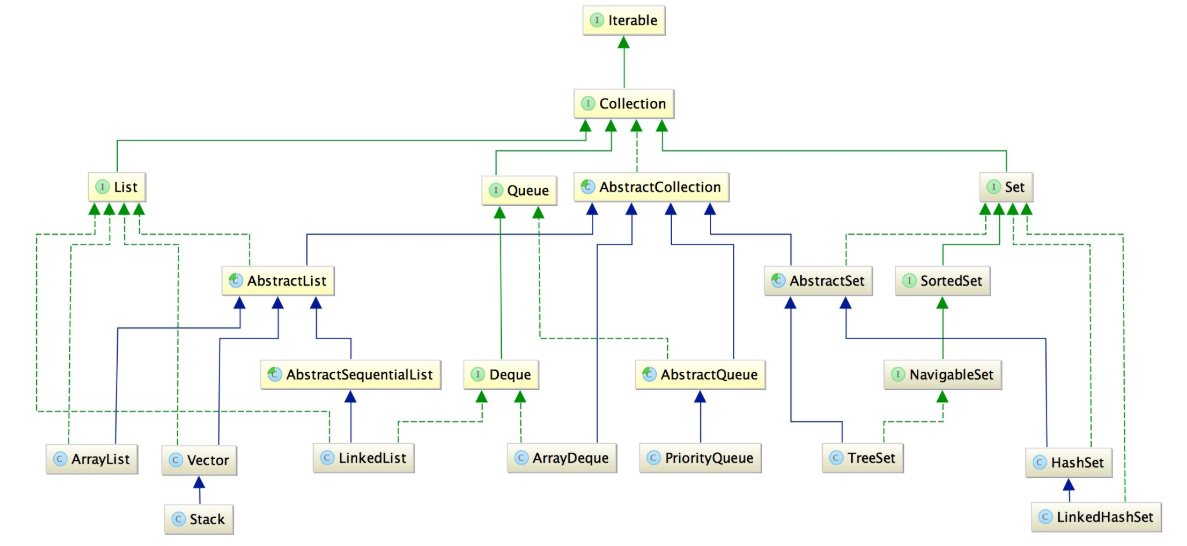 I Iterable
I Collection
I List
I Queue
C AbstractCollection
I Set
C AbstractList
C AbstractSet
I SortedSet
C AbstractSequentialList
I Deque
C AbstractQueue
I NavigableSet
C ArrayList
C Vector
C LinkedList
C ArrayDeque
C PriorityQueue
C TreeSet
C HashSet
C Stack
C LinkedHashSet